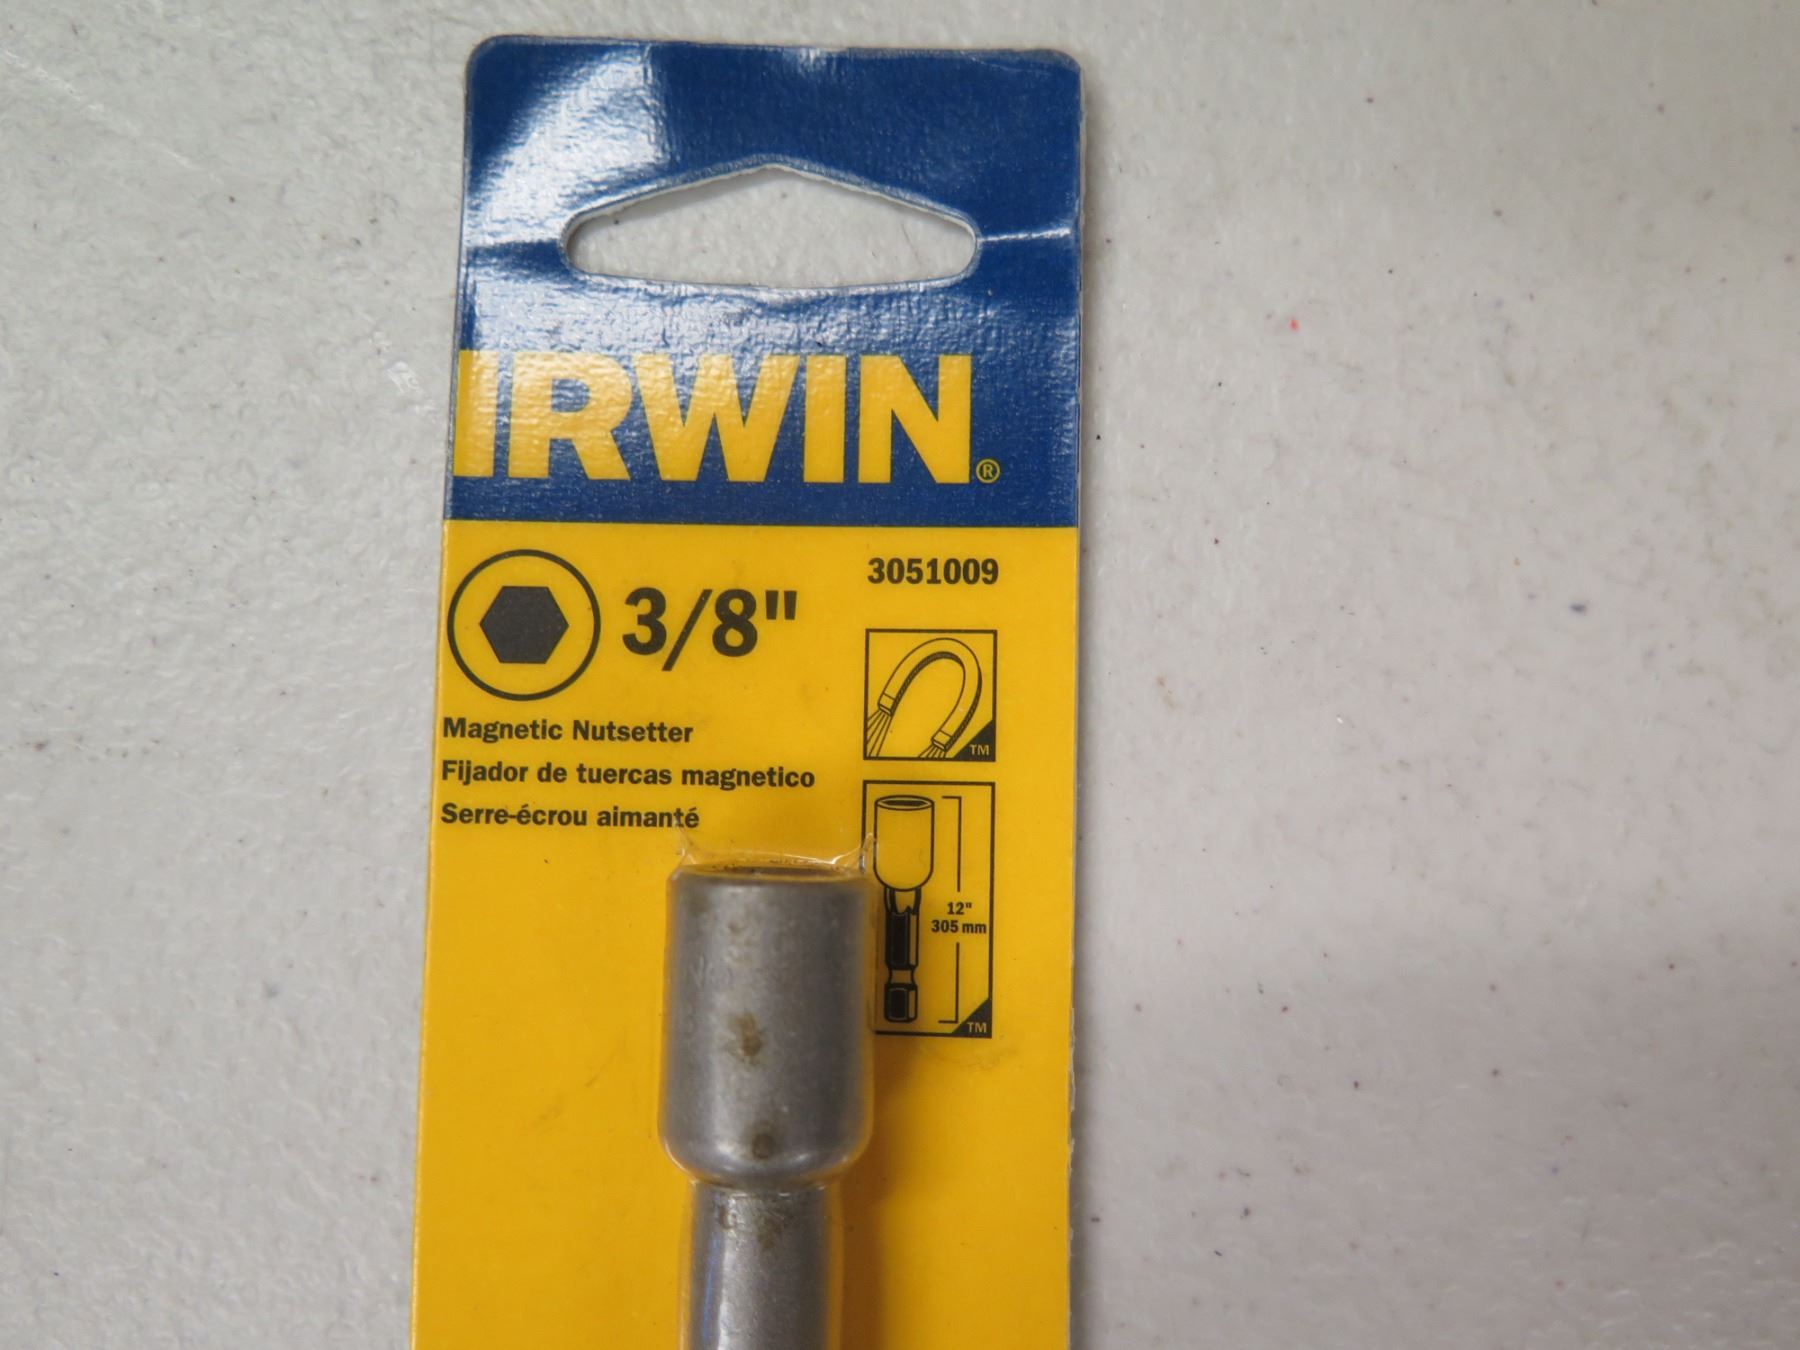 IRWIN®
3051009
3/8"
Magnetic Nutsetter
Fijador de tuercas magnetico
Serre-écrou aimanté
TM
12"
305 mm
TM